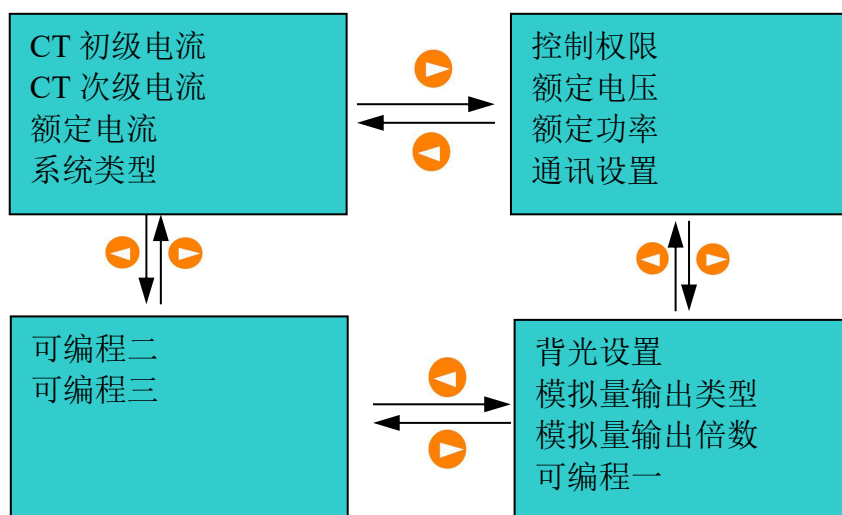 CT 初级电流
CT 次级电流
额定电流
系统类型
控制权限
额定电压
额定功率
通讯设置
可编程二
可编程三
背光设置
模拟量输出类型
模拟量输出倍数
可编程一